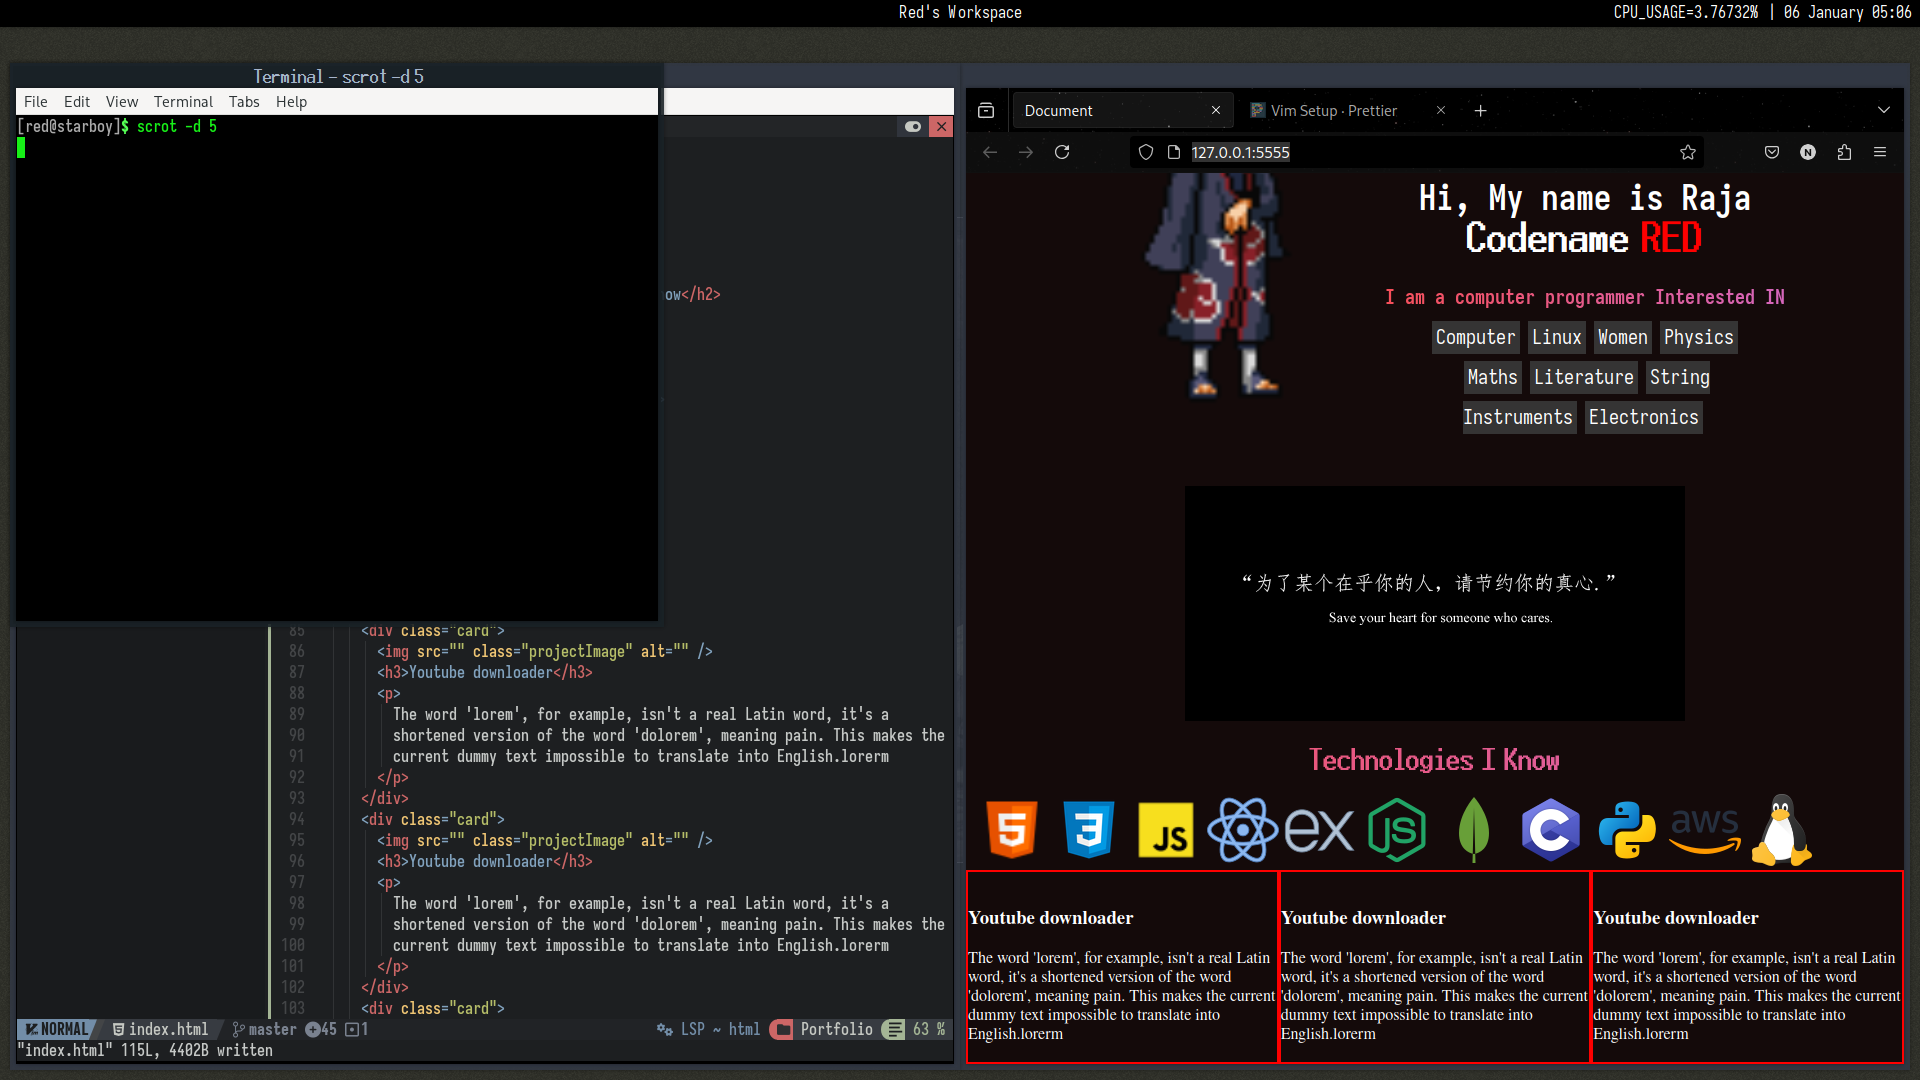 Red's Workspace
CPU_USAGE=3.76732% | 06 January 05:06
Terminal - scrot -d 5
File Edit View Terminal Tabs Help
[red@starboy]$ scrot -d 5
ow</h2>
85 <div class="card">
86 <img src="" class="projectImage" alt="" />
87 <h3>Youtube downloader</h3>
88 <p>
89 The word 'lorem', for example, isn't a real Latin word, it's a
90 shortened version of the word 'dolorem', meaning pain. This makes the
91 current dummy text impossible to translate into English.lorerm
92 </p>
93 </div>
94 <div class="card">
95 <img src="" class="projectImage" alt="" />
96 <h3>Youtube downloader</h3>
97 <p>
98 The word 'lorem', for example, isn't a real Latin word, it's a
99 shortened version of the word 'dolorem', meaning pain. This makes the
100 current dummy text impossible to translate into English.lorerm
101 </p>
102 </div>
103 <div class="card">
NORMAL index.html master 45 1 LSP ~ html Portfolio 63 %
"index.html" 115L, 4402B written
Document
Vim Setup · Prettier
127.0.0.1:5555
N
Hi, My name is Raja
Codename RED
I am a computer programmer Interested IN
Computer Linux Women Physics
Maths Literature String
Instruments Electronics
“为了某个在乎你的人，请节约你的真心.”
Save your heart for someone who cares.
Technologies I Know
5 3 JS ex JS C aws
Youtube downloader
The word 'lorem', for example, isn't a real Latin
word, it's a shortened version of the word
'dolorem', meaning pain. This makes the current
dummy text impossible to translate into
English.lorerm
Youtube downloader
The word 'lorem', for example, isn't a real Latin
word, it's a shortened version of the word
'dolorem', meaning pain. This makes the current
dummy text impossible to translate into
English.lorerm
Youtube downloader
The word 'lorem', for example, isn't a real Latin
word, it's a shortened version of the word
'dolorem', meaning pain. This makes the current
dummy text impossible to translate into
English.lorerm